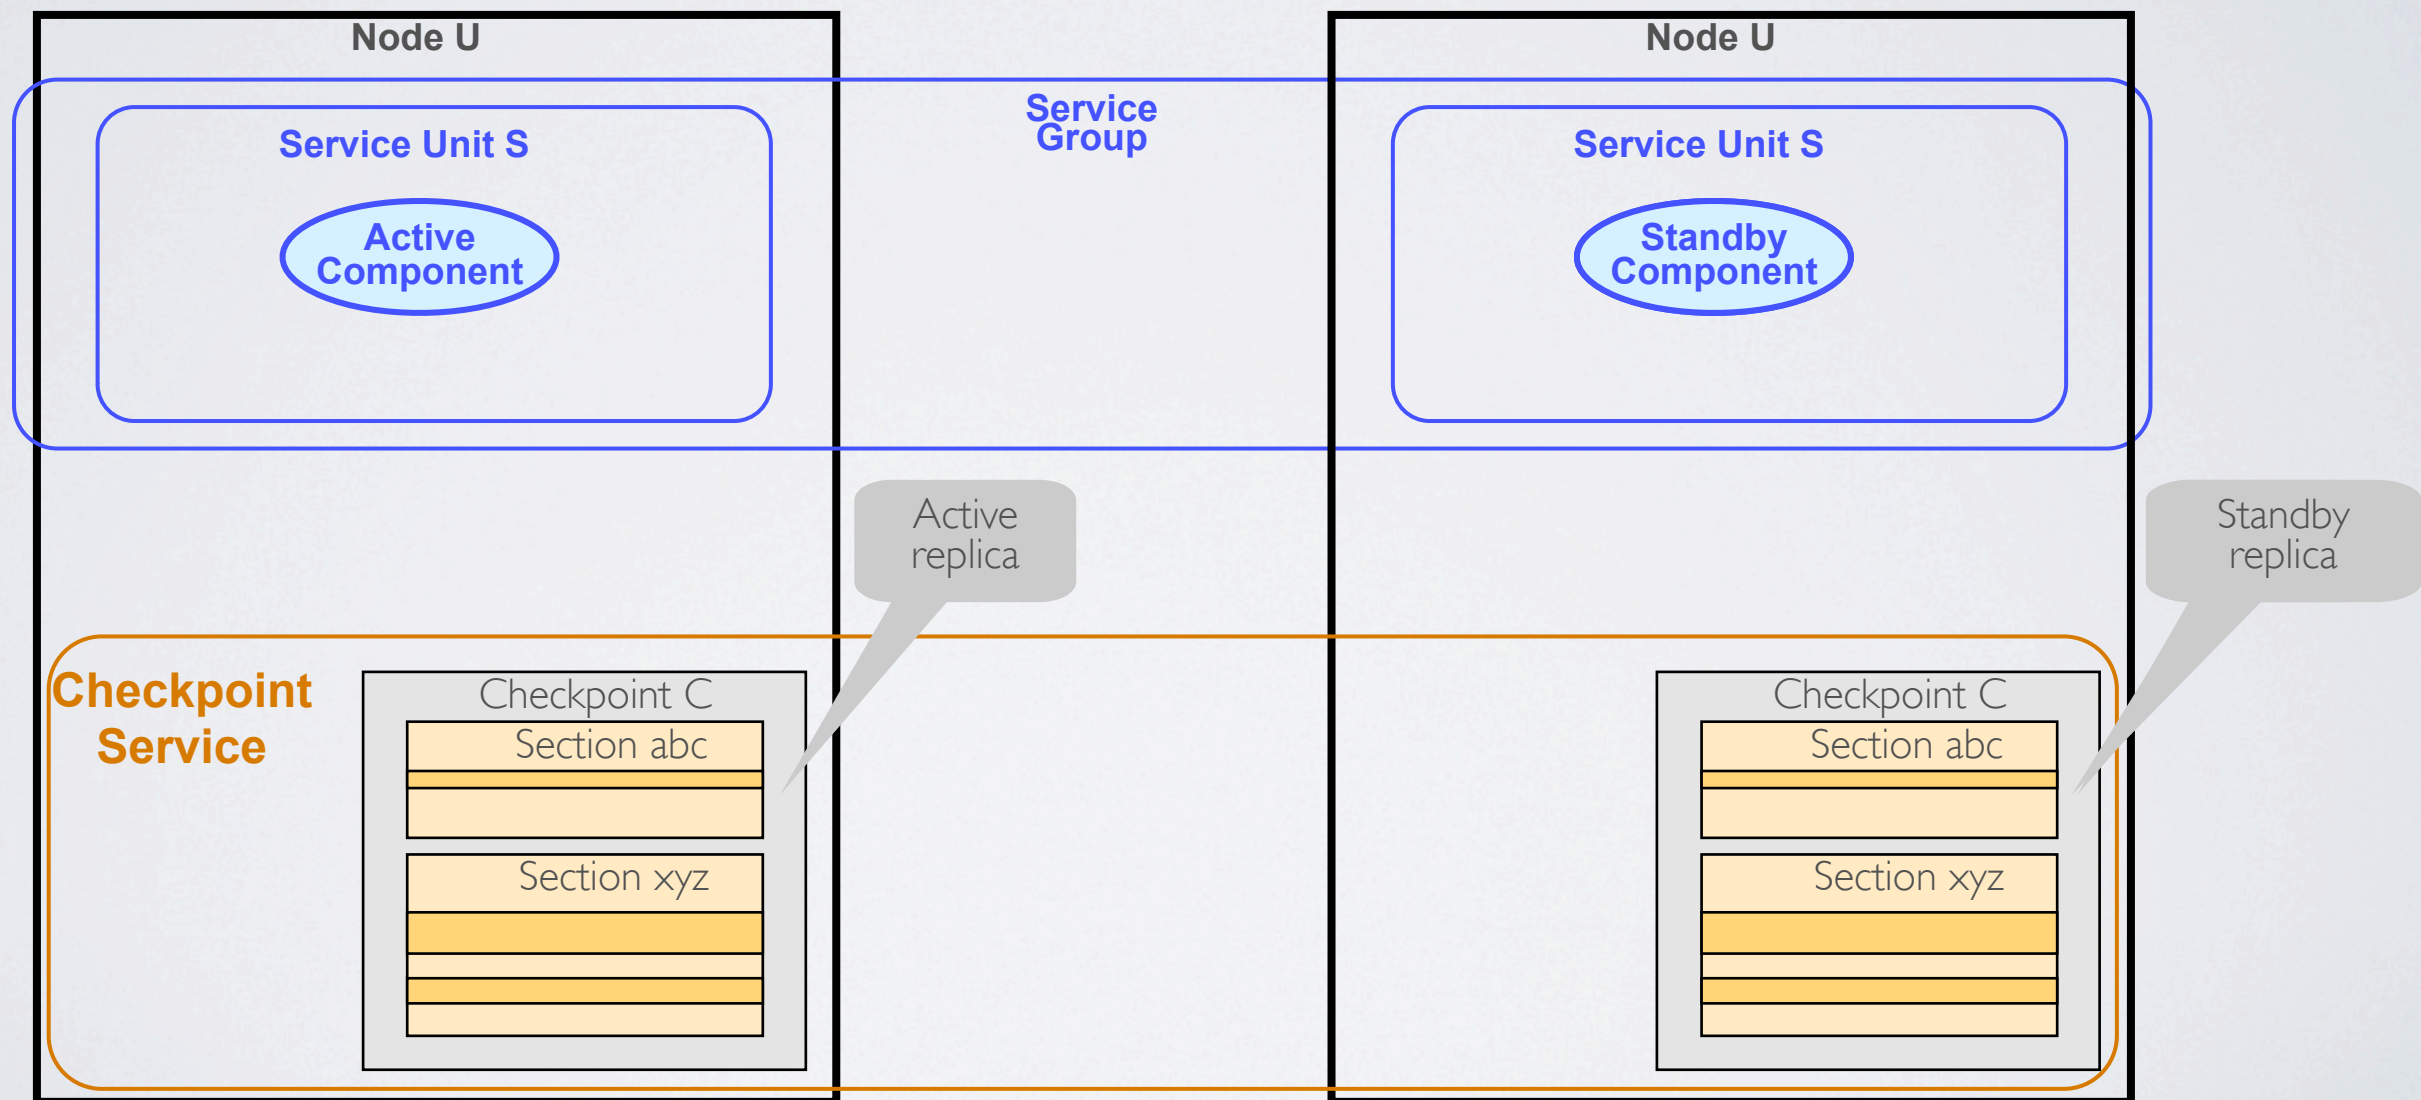 Node U
Node U
Service
Group
Service Unit S
Service Unit S
Active
Component
Standby
Component
Active
replica
Standby
replica
Checkpoint
Service
Checkpoint C
Section abc
Section xyz
Checkpoint C
Section abc
Section xyz